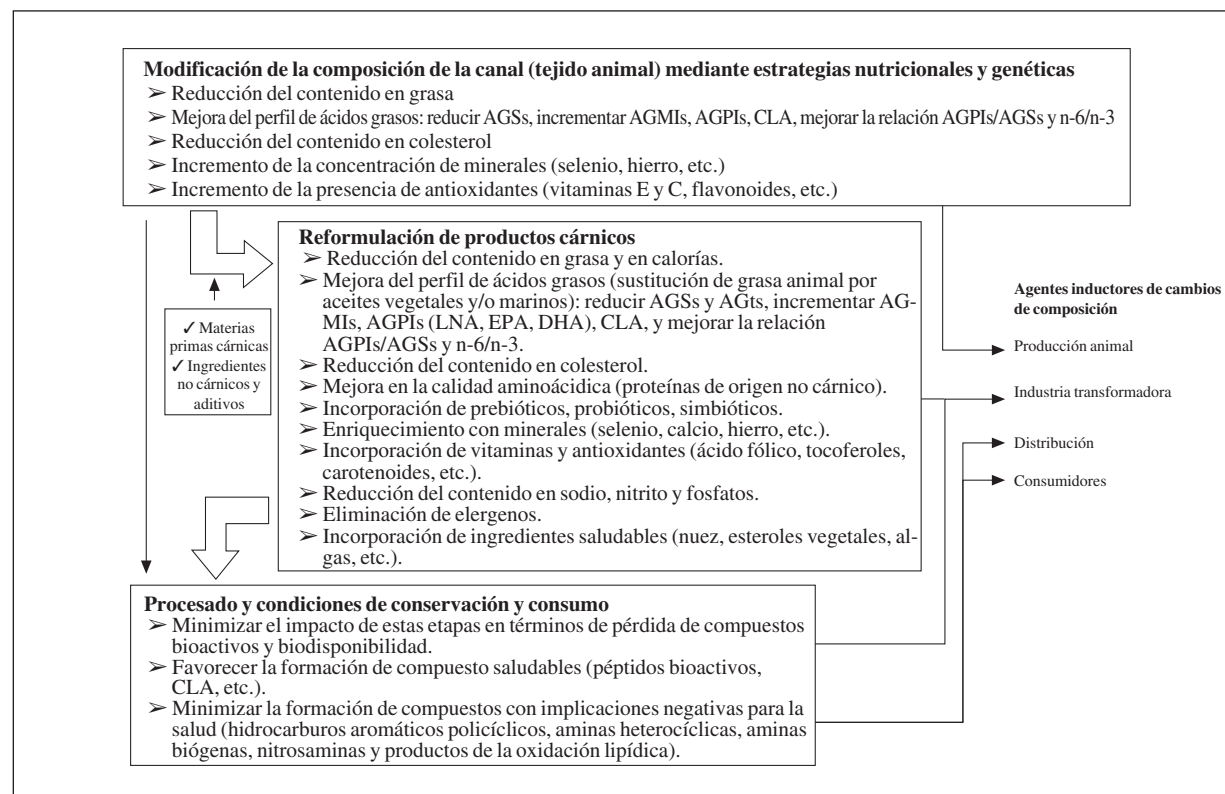 Modificación de la composición de la canal (tejido animal) mediante estrategias nutricionales y genéticas
➢ Reducción del contenido en grasa
➢ Mejora del perfil de ácidos grasos: reducir AGSs, incrementar AGMIs, AGPIs, CLA, mejorar la relación AGPIs/AGSs y n-6/n-3
➢ Reducción del contenido en colesterol
➢ Incremento de la concentración de minerales (selenio, hierro, etc.)
➢ Incremento de la presencia de antioxidantes (vitaminas E y C, flavonoides, etc.)
Reformulación de productos cárnicos
➢ Reducción del contenido en grasa y en calorías.
➢ Mejora del perfil de ácidos grasos (sustitución de grasa animal por
aceites vegetales y/o marinos): reducir AGSs y AGts, incrementar AG-
MIs, AGPIs (LNA, EPA, DHA), CLA, y mejorar la relación
AGPIs/AGSs y n-6/n-3.
➢ Reducción del contenido en colesterol.
➢ Mejora en la calidad aminoácidica (proteínas de origen no cárnico).
➢ Incorporación de prebióticos, probióticos, simbióticos.
➢ Enriquecimiento con minerales (selenio, calcio, hierro, etc.).
➢ Incorporación de vitaminas y antioxidantes (ácido fólico, tocoferoles,
carotenoides, etc.).
➢ Reducción del contenido en sodio, nitrito y fosfatos.
➢ Eliminación de elergenos.
➢ Incorporación de ingredientes saludables (nuez, esteroles vegetales, al-
gas, etc.).
✓ Materias
primas cárnicas
✓ Ingredientes
no cárnicos y
aditivos
Agentes inductores de cambios
de composición
Producción animal
Industria transformadora
Distribución
Consumidores
Procesado y condiciones de conservación y consumo
➢ Minimizar el impacto de estas etapas en términos de pérdida de compuestos
bioactivos y biodisponibilidad.
➢ Favorecer la formación de compuesto saludables (péptidos bioactivos,
CLA, etc.).
➢ Minimizar la formación de compuestos con implicaciones negativas para la
salud (hidrocarburos aromáticos policíclicos, aminas heterocíclicas, aminas
biógenas, nitrosaminas y productos de la oxidación lipídica).